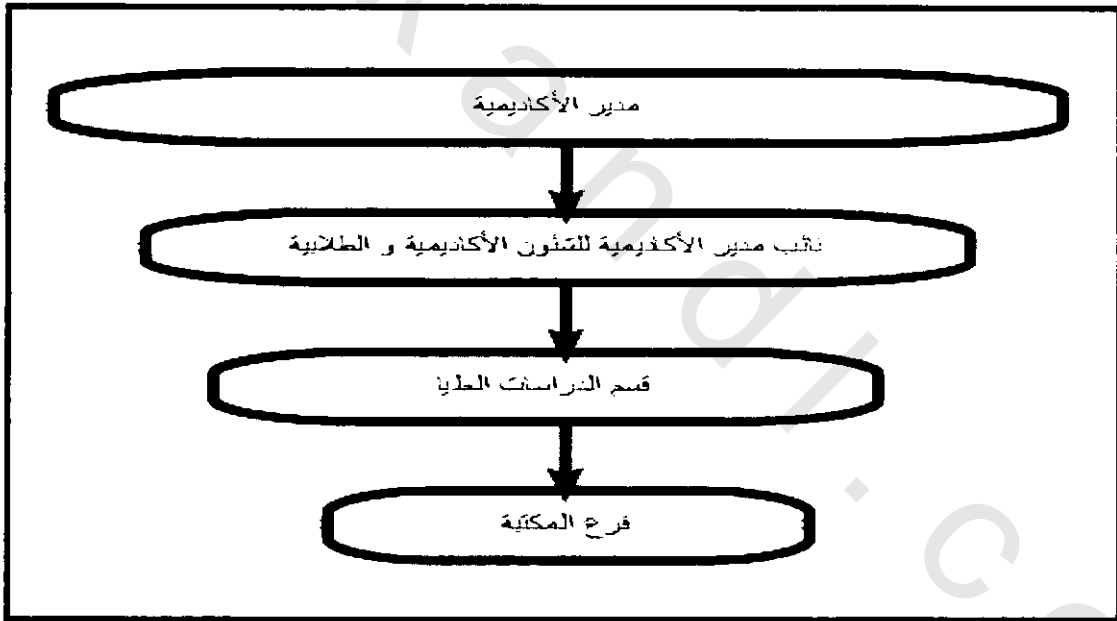 مدير الأكاديمية
نائب مدير الأكاديمية للشئون الأكاديمية و الطلابية
قسم الدراسات العليا
فرع المكتبة